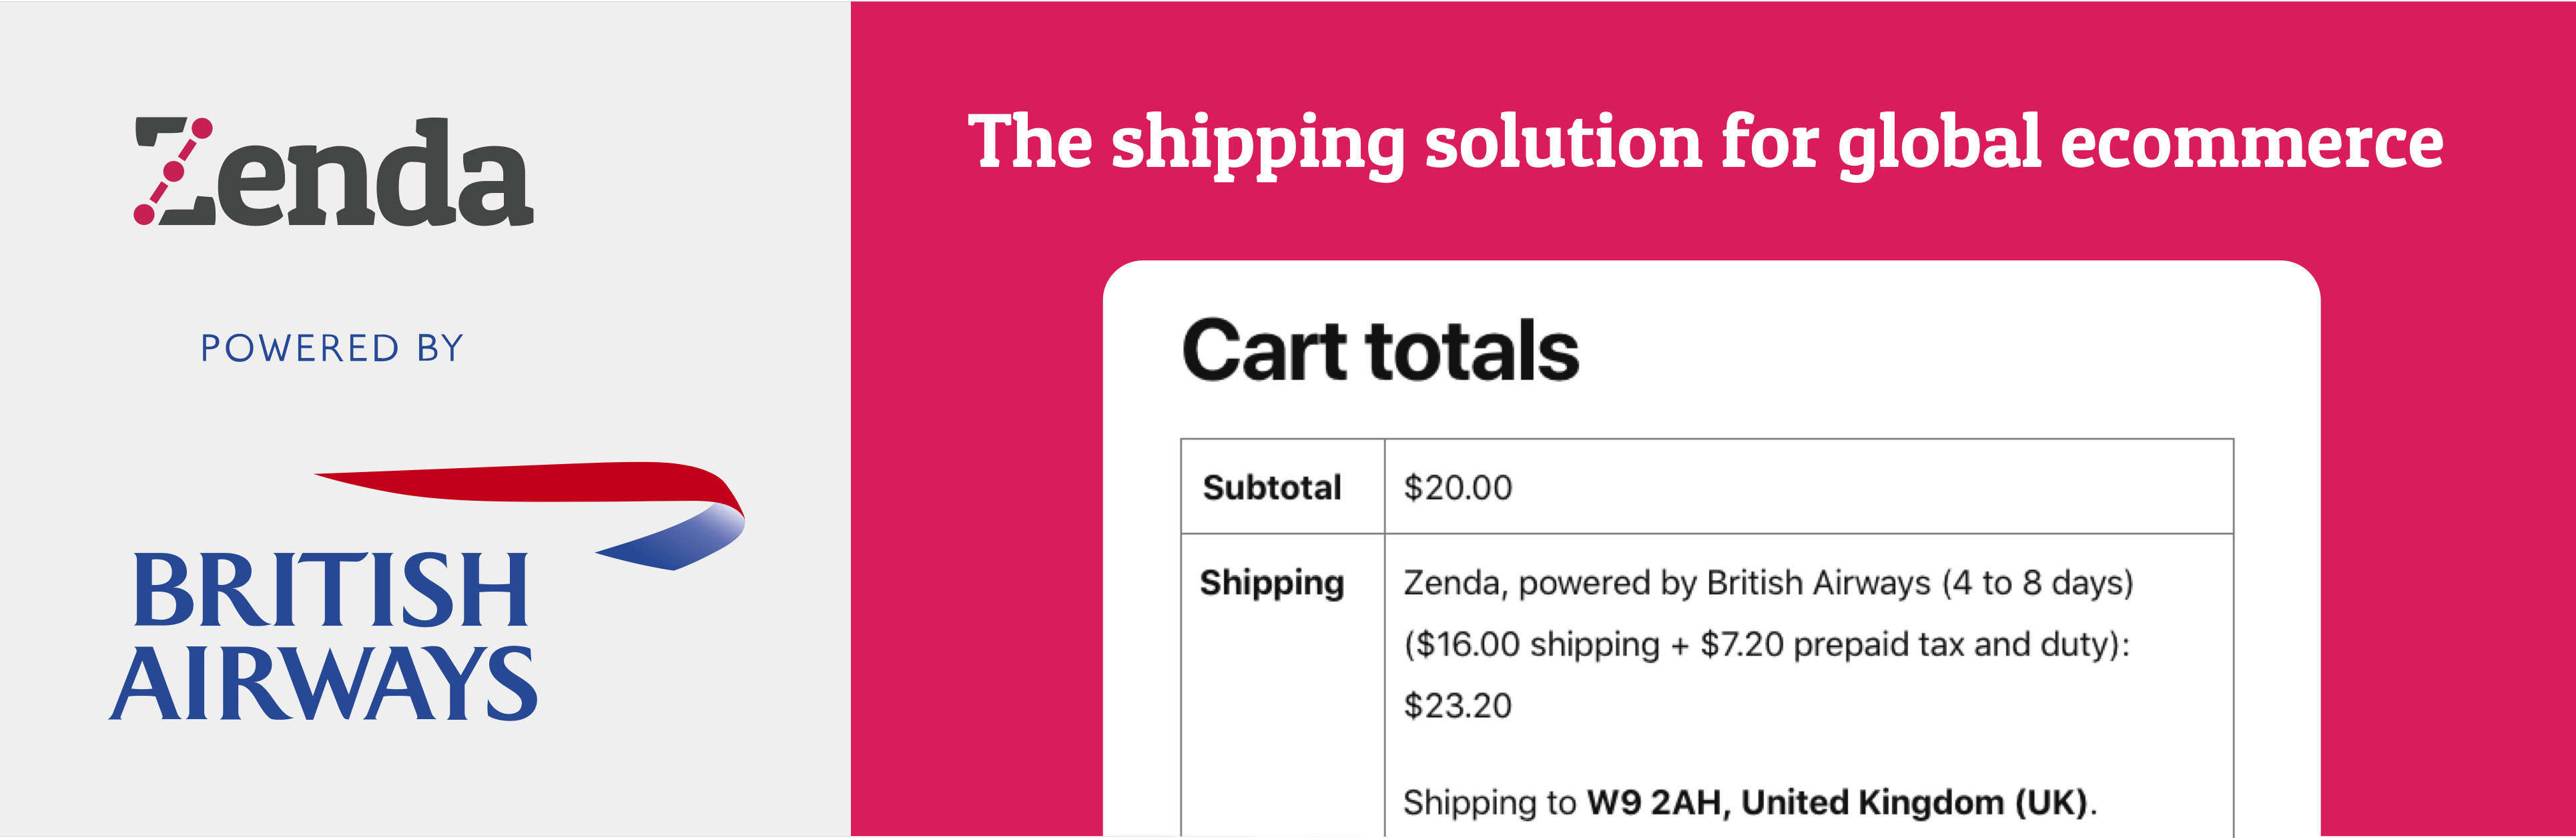 Zenda
POWERED BY
BRITISH
AIRWAYS
The shipping solution for global ecommerce
Cart totals
Subtotal $20.00
Shipping Zenda, powered by British Airways (4 to 8 days)
($16.00 shipping + $7.20 prepaid tax and duty):
$23.20
Shipping to W9 2AH, United Kingdom (UK).